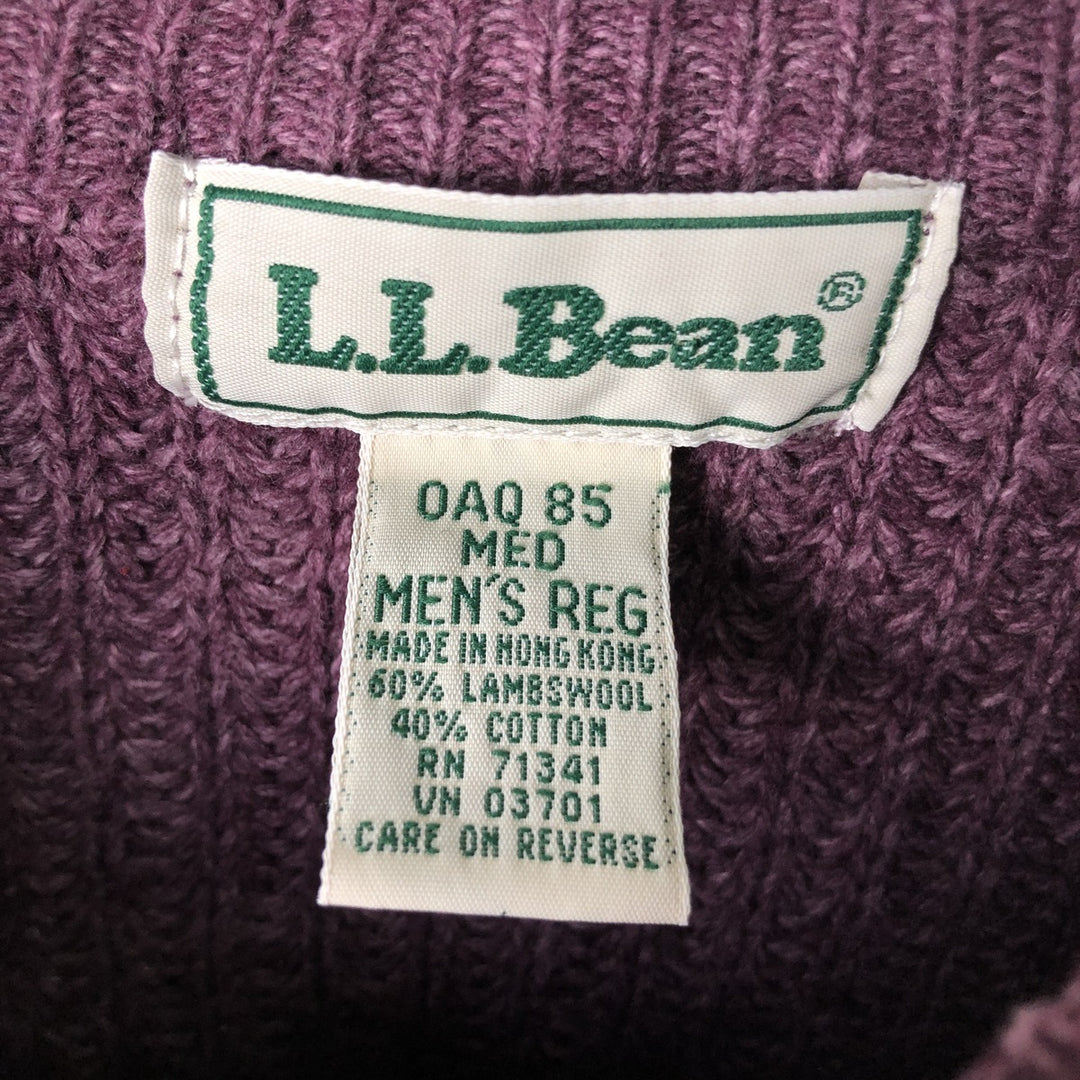 L.L.Bean®
OAQ 85
MED
MEN'S REG
MADE IN HONG KONG
60% LAMBSWOOL
40% COTTON
RN 71341
VN 03701
CARE ON REVERSE